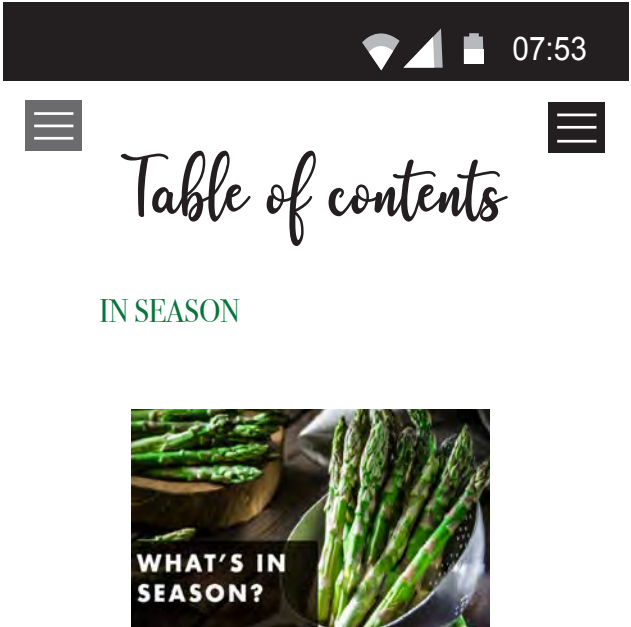 07:53
Table of contents
IN SEASON
WHAT'S IN
SEASON?